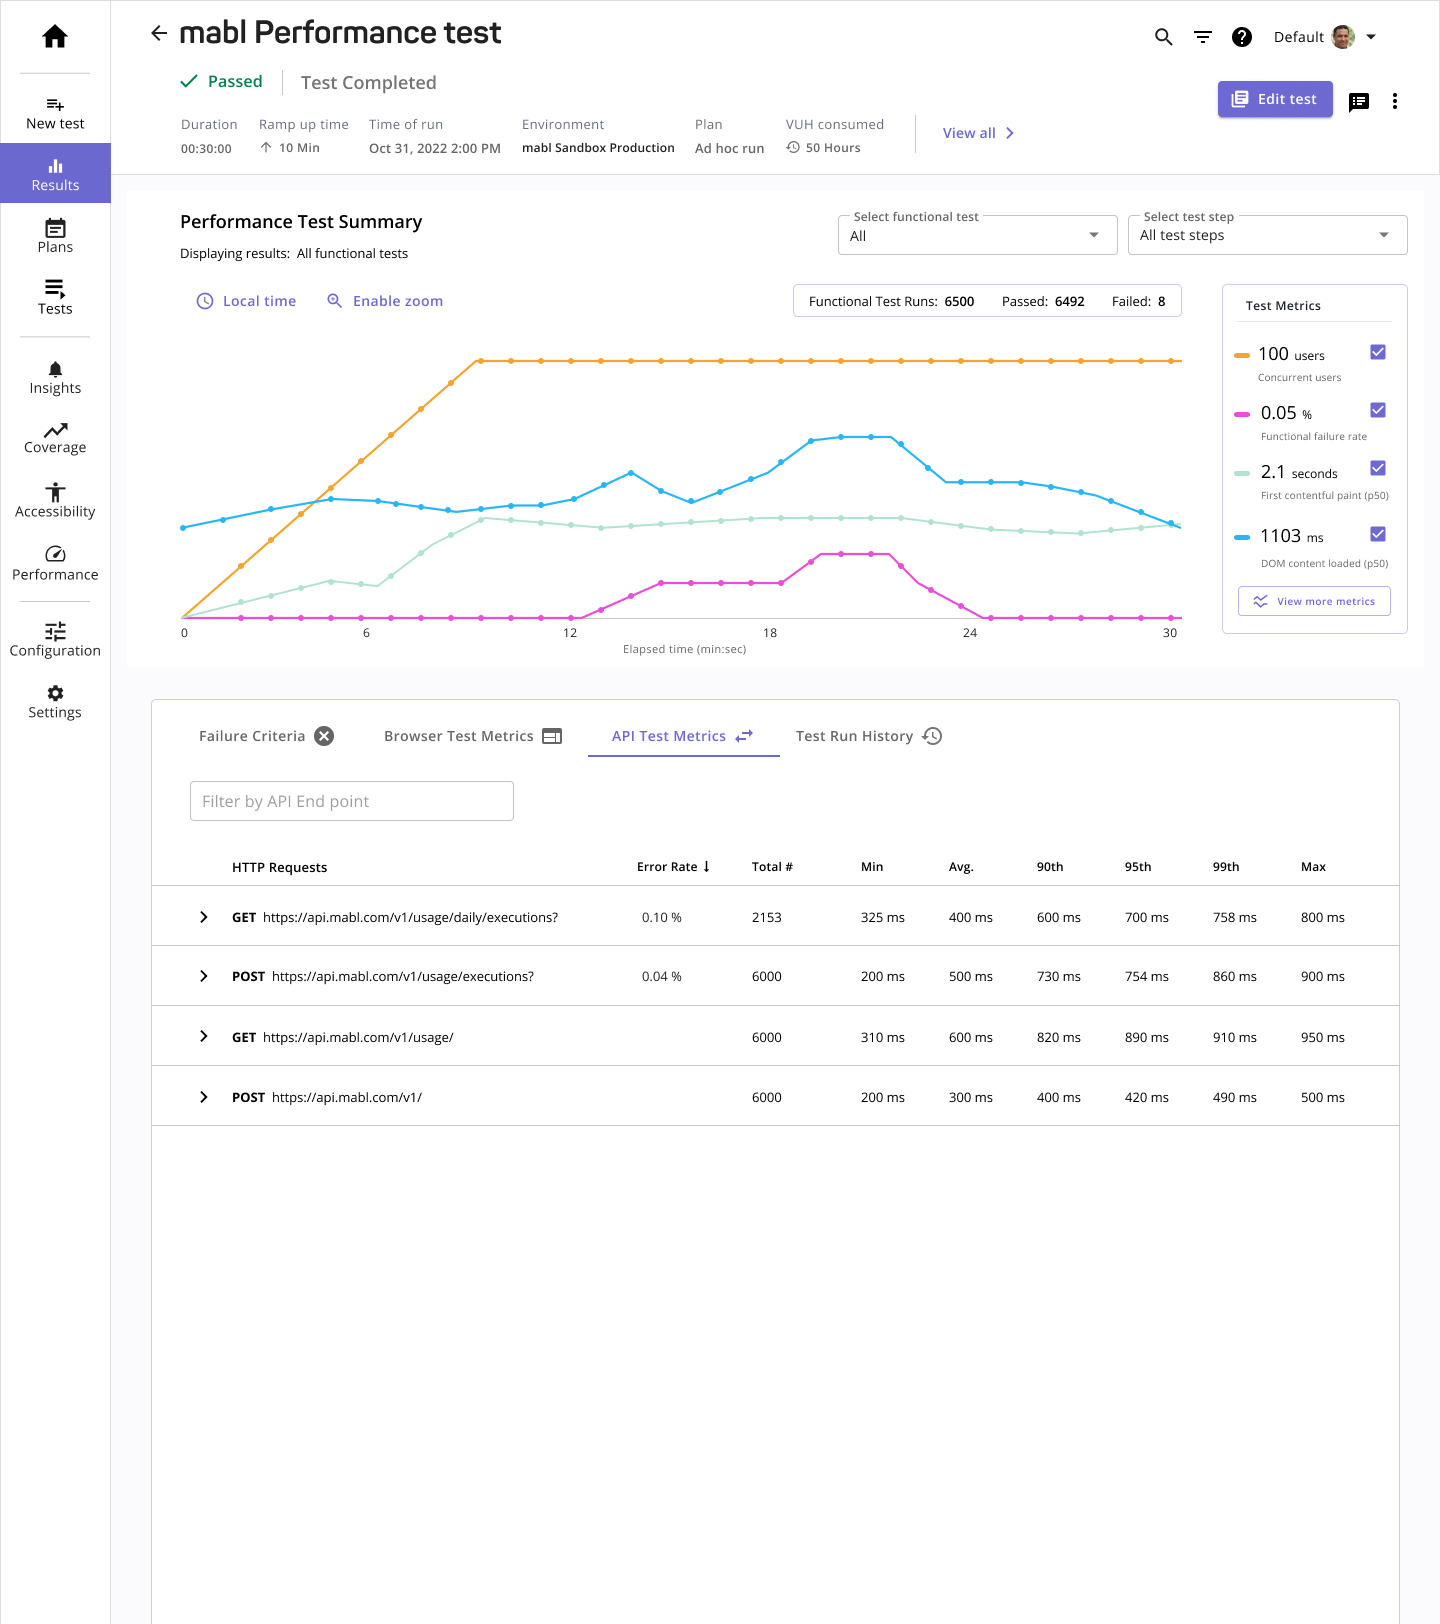 mabl Performance test
Default
Passed
Test Completed
Edit test
Duration
00:30:00
Ramp up time
10 Min
Time of run
Oct 31, 2022 2:00 PM
Environment
mabl Sandbox Production
Plan
Ad hoc run
VUH consumed
50 Hours
View all
New test
Results
Plans
Tests
Insights
Coverage
Accessibility
Performance
Configuration
Settings
Performance Test Summary
Displaying results: All functional tests
Select functional test
All
Select test step
All test steps
Local time
Enable zoom
Functional Test Runs: 6500 Passed: 6492 Failed: 8
0 6 12 18 24 30
Elapsed time (min:sec)
Test Metrics
100 users
Concurrent users
0.05 %
Functional failure rate
2.1 seconds
First contentful paint (p50)
1103 ms
DOM content loaded (p50)
View more metrics
Failure Criteria
Browser Test Metrics
API Test Metrics
Test Run History
Filter by API End point
HTTP Requests Error Rate Total # Min Avg. 90th 95th 99th Max
GET https://api.mabl.com/v1/usage/daily/executions? 0.10 % 2153 325 ms 400 ms 600 ms 700 ms 758 ms 800 ms
POST https://api.mabl.com/v1/usage/executions? 0.04 % 6000 200 ms 500 ms 730 ms 754 ms 860 ms 900 ms
GET https://api.mabl.com/v1/usage/ 6000 310 ms 600 ms 820 ms 890 ms 910 ms 950 ms
POST https://api.mabl.com/v1/ 6000 200 ms 300 ms 400 ms 420 ms 490 ms 500 ms